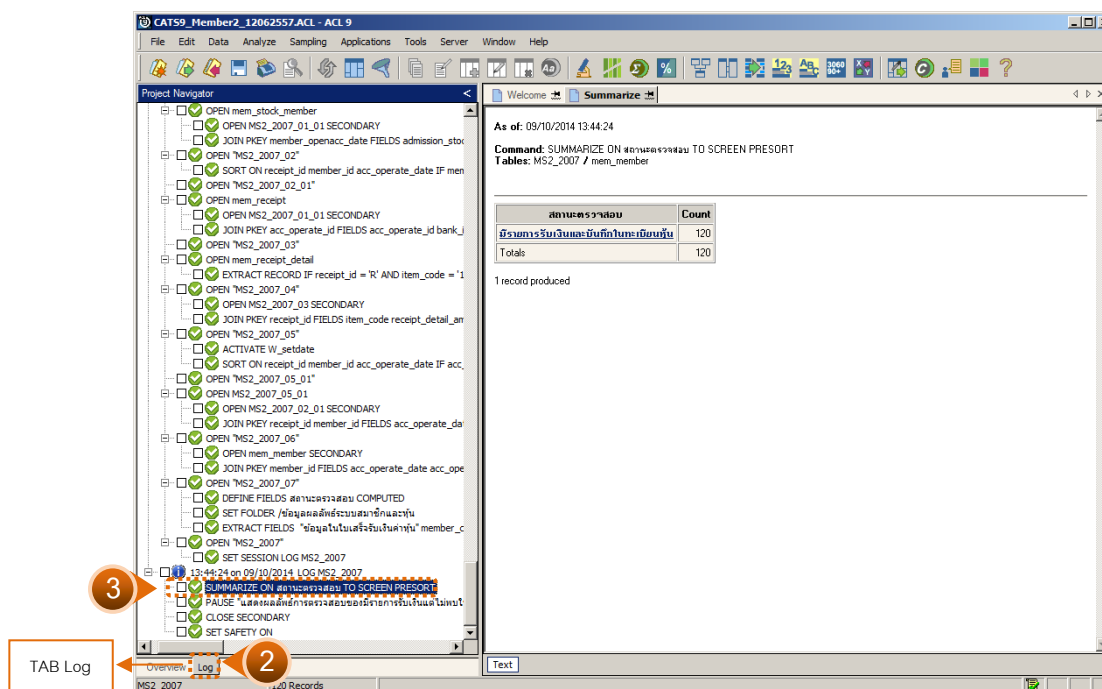 CATS9_Member2_12062557.ACL - ACL 9
File Edit Data Analyze Sampling Applications Tools Server Window Help
Project Navigator <
OPEN mem_stock_member
OPEN MS2_2007_01_01 SECONDARY
JOIN PKEY member_openacc_date FIELDS admission_stoc
OPEN "MS2_2007_02"
SORT ON receipt_id member_id acc_operate_date IF mem
OPEN "MS2_2007_02_01"
OPEN mem_receipt
OPEN MS2_2007_01_01 SECONDARY
JOIN PKEY acc_operate_id FIELDS acc_operate_id bank_i
OPEN "MS2_2007_03"
OPEN mem_receipt_detail
EXTRACT RECORD IF receipt_id = 'R' AND item_code = '1
OPEN "MS2_2007_04"
OPEN MS2_2007_03 SECONDARY
JOIN PKEY receipt_id FIELDS item_code receipt_detail_am
OPEN "MS2_2007_05"
ACTIVATE W_setdate
SORT ON receipt_id member_id acc_operate_date IF acc_
OPEN "MS2_2007_05_01"
OPEN MS2_2007_05_01
OPEN MS2_2007_02_01 SECONDARY
JOIN PKEY receipt_id member_id FIELDS acc_operate_da
OPEN "MS2_2007_06"
OPEN mem_member SECONDARY
JOIN PKEY member_id FIELDS acc_operate_date acc_ope
OPEN "MS2_2007_07"
DEFINE FIELDS สถานะตรวจสอบ COMPUTED
SET FOLDER /ข้อมูลผลลัพธ์ระบบสมาชิกและหุ้น
EXTRACT FIELDS "ข้อมูลในใบเสร็จรับเงินค่าหุ้น" member_c
OPEN "MS2_2007"
SET SESSION LOG MS2_2007
13:44:24 on 09/10/2014 LOG MS2_2007
3 SUMMARIZE ON สถานะตรวจสอบ TO SCREEN PRESORT
PAUSE "แสดงผลลัพธ์การตรวจสอบของมีรายการรับเงินแต่ไม่พบใ
CLOSE SECONDARY
SET SAFETY ON
TAB Log
Overview Log 2
MS2_2007 120 Records
Welcome Summarize
As of: 09/10/2014 13:44:24
Command: SUMMARIZE ON สถานะตรวจสอบ TO SCREEN PRESORT
Tables: MS2_2007 / mem_member
สถานะตรวจสอบ Count
มีรายการรับเงินและบันทึกในทะเบียนหุ้น 120
Totals 120
1 record produced
Text